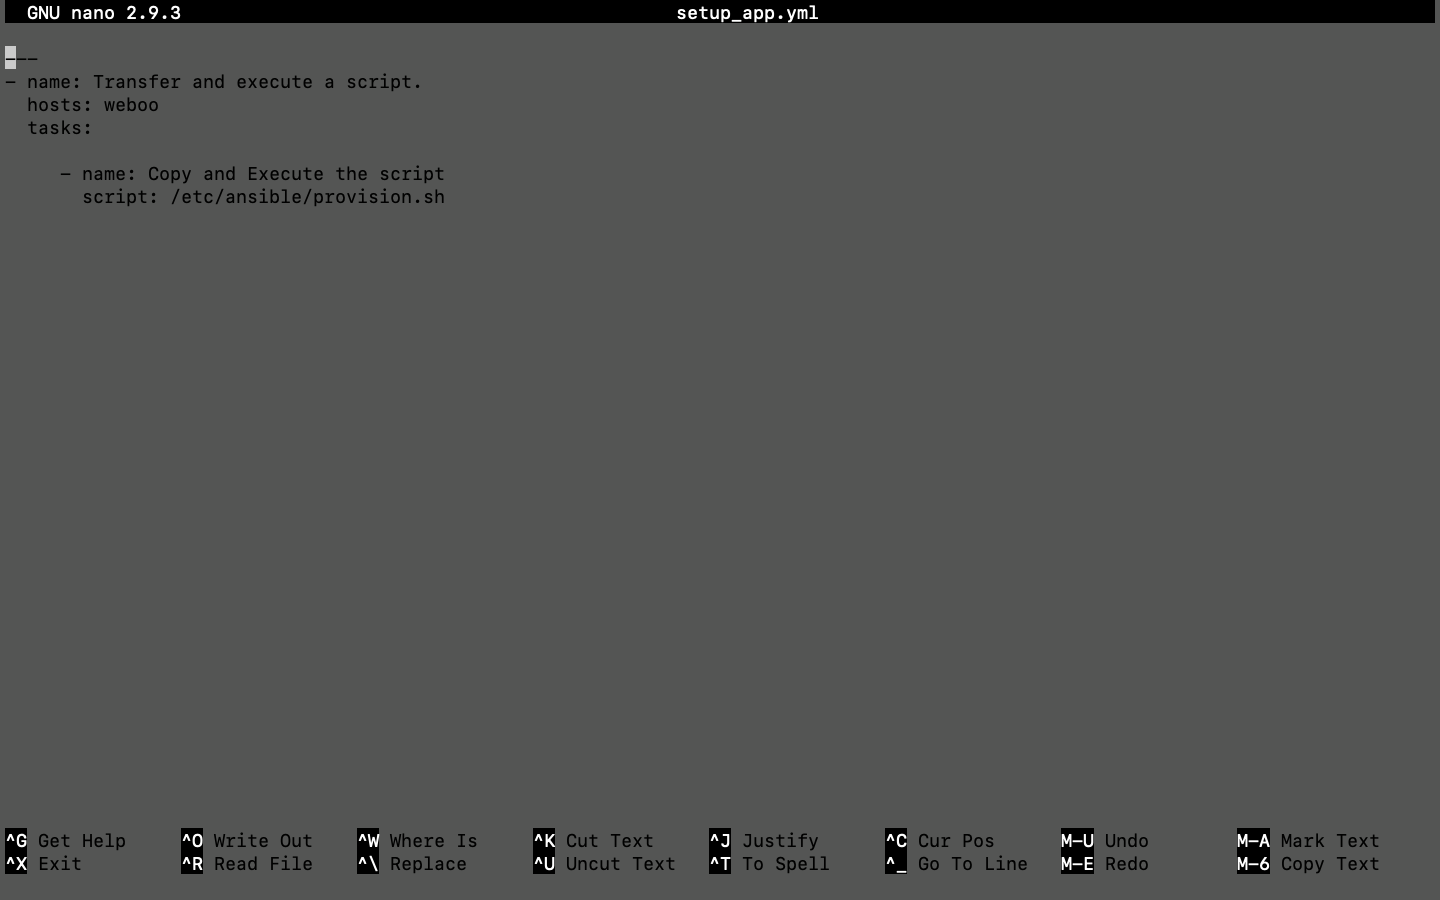 GNU nano 2.9.3 setup_app.yml
---
- name: Transfer and execute a script.
  hosts: weboo
  tasks:
     - name: Copy and Execute the script
       script: /etc/ansible/provision.sh
^G Get Help ^O Write Out ^W Where Is ^K Cut Text ^J Justify ^C Cur Pos M-U Undo M-A Mark Text
^X Exit ^R Read File ^\ Replace ^U Uncut Text ^T To Spell ^_ Go To Line M-E Redo M-6 Copy Text